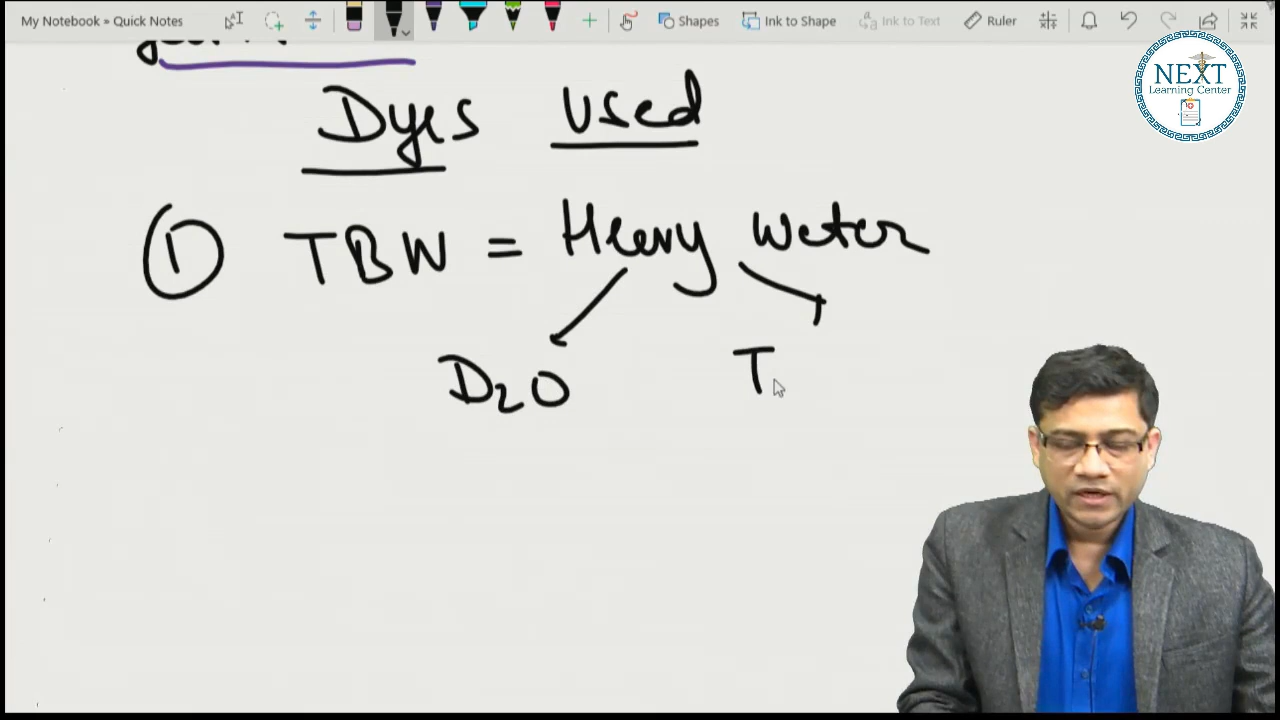 My Notebook » Quick Notes
Shapes
Ink to Shape
Ink to Text
Ruler
NEXT
Learning Center
Dyes Used
① TBW = Heavy Water
D₂O T